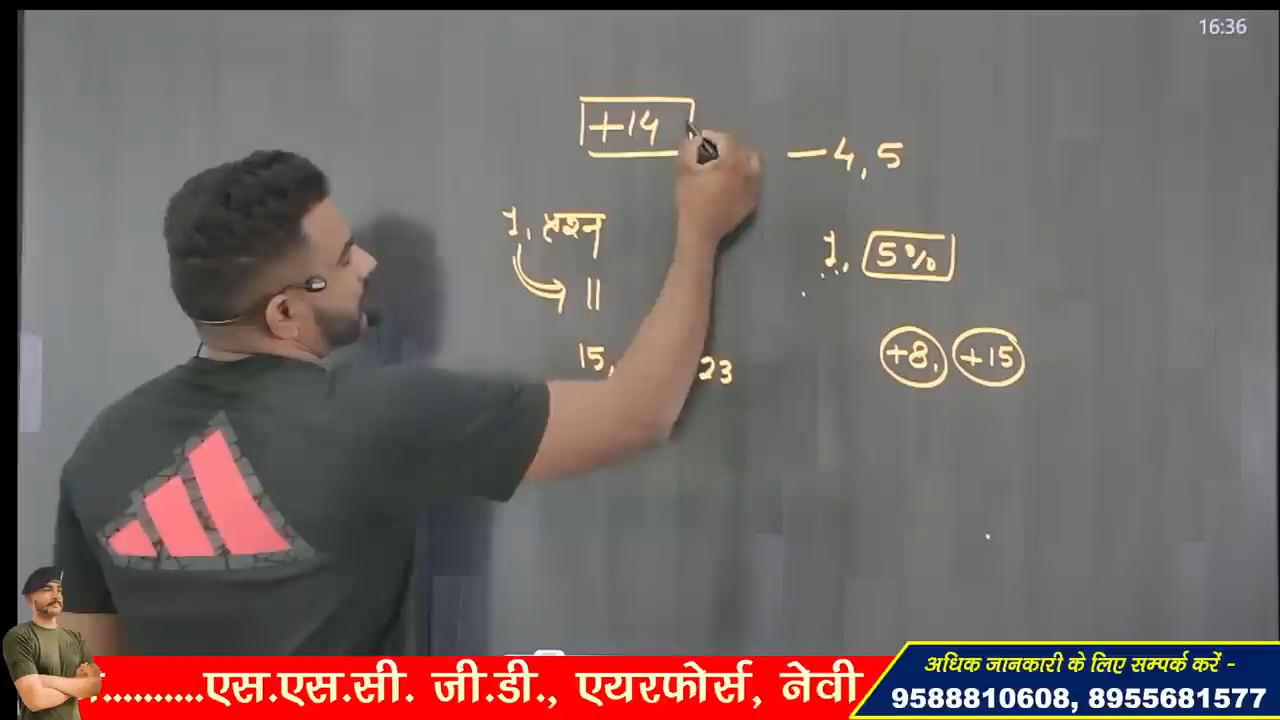 16:36
+14
– 4, 5
1, प्रश्न
1, 5%
11
15, 23
+8, +15
..........एस.एस.सी. जी.डी., एयरफोर्स, नेवी
अधिक जानकारी के लिए सम्पर्क करें -
9588810608, 8955681577